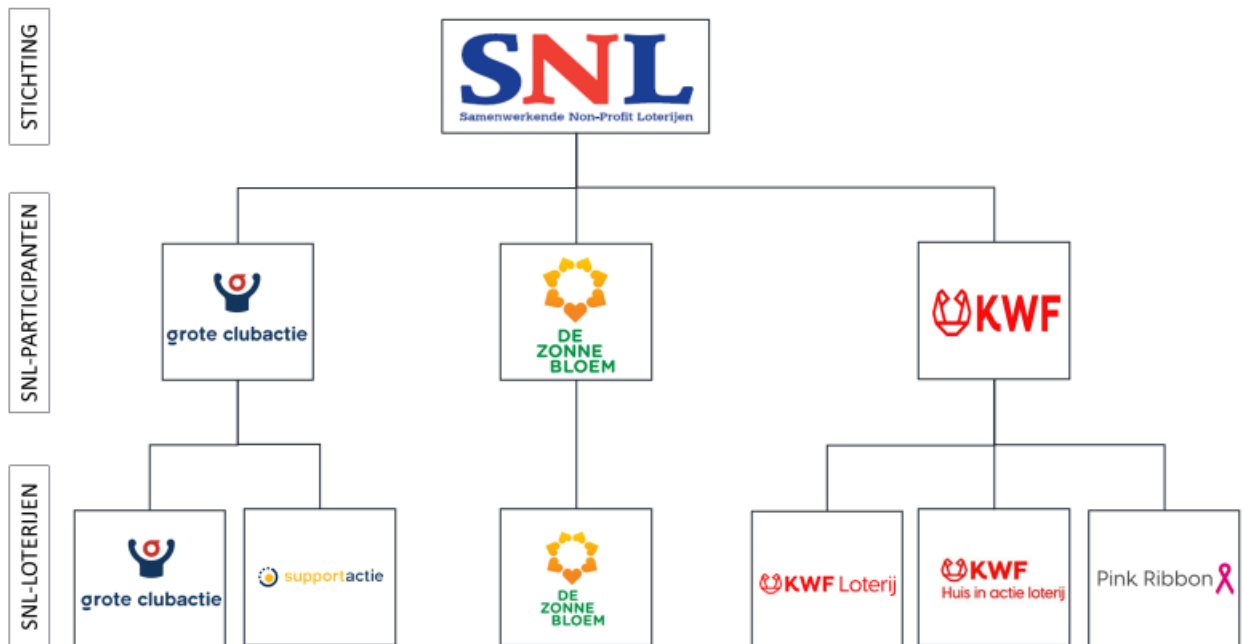 STICHTING
SNL
Samenwerkende Non-Profit Loterijen
SNL-PARTICIPANTEN
grote clubactie
DE
ZONNE
BLOEM
KWF
SNL-LOTERIJEN
grote clubactie
supportactie
DE
ZONNE
BLOEM
KWF Loterij
KWF
Huis in actie loterij
Pink Ribbon